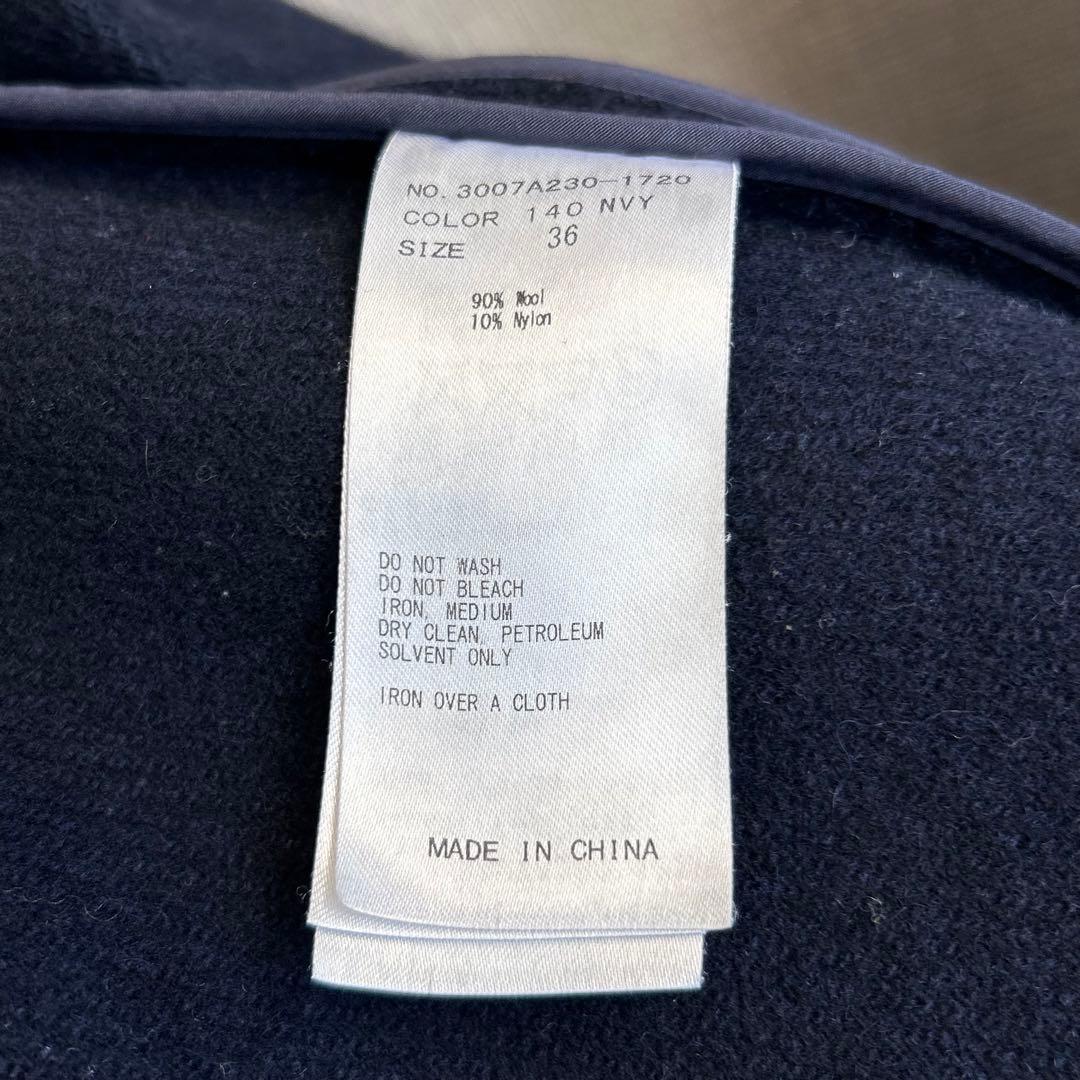 NO. 3007A230-1720
COLOR 140 NVY
SIZE 36
90% Wool
10% Nylon
DO NOT WASH
DO NOT BLEACH
IRON, MEDIUM
DRY CLEAN, PETROLEUM
SOLVENT ONLY
IRON OVER A CLOTH
MADE IN CHINA